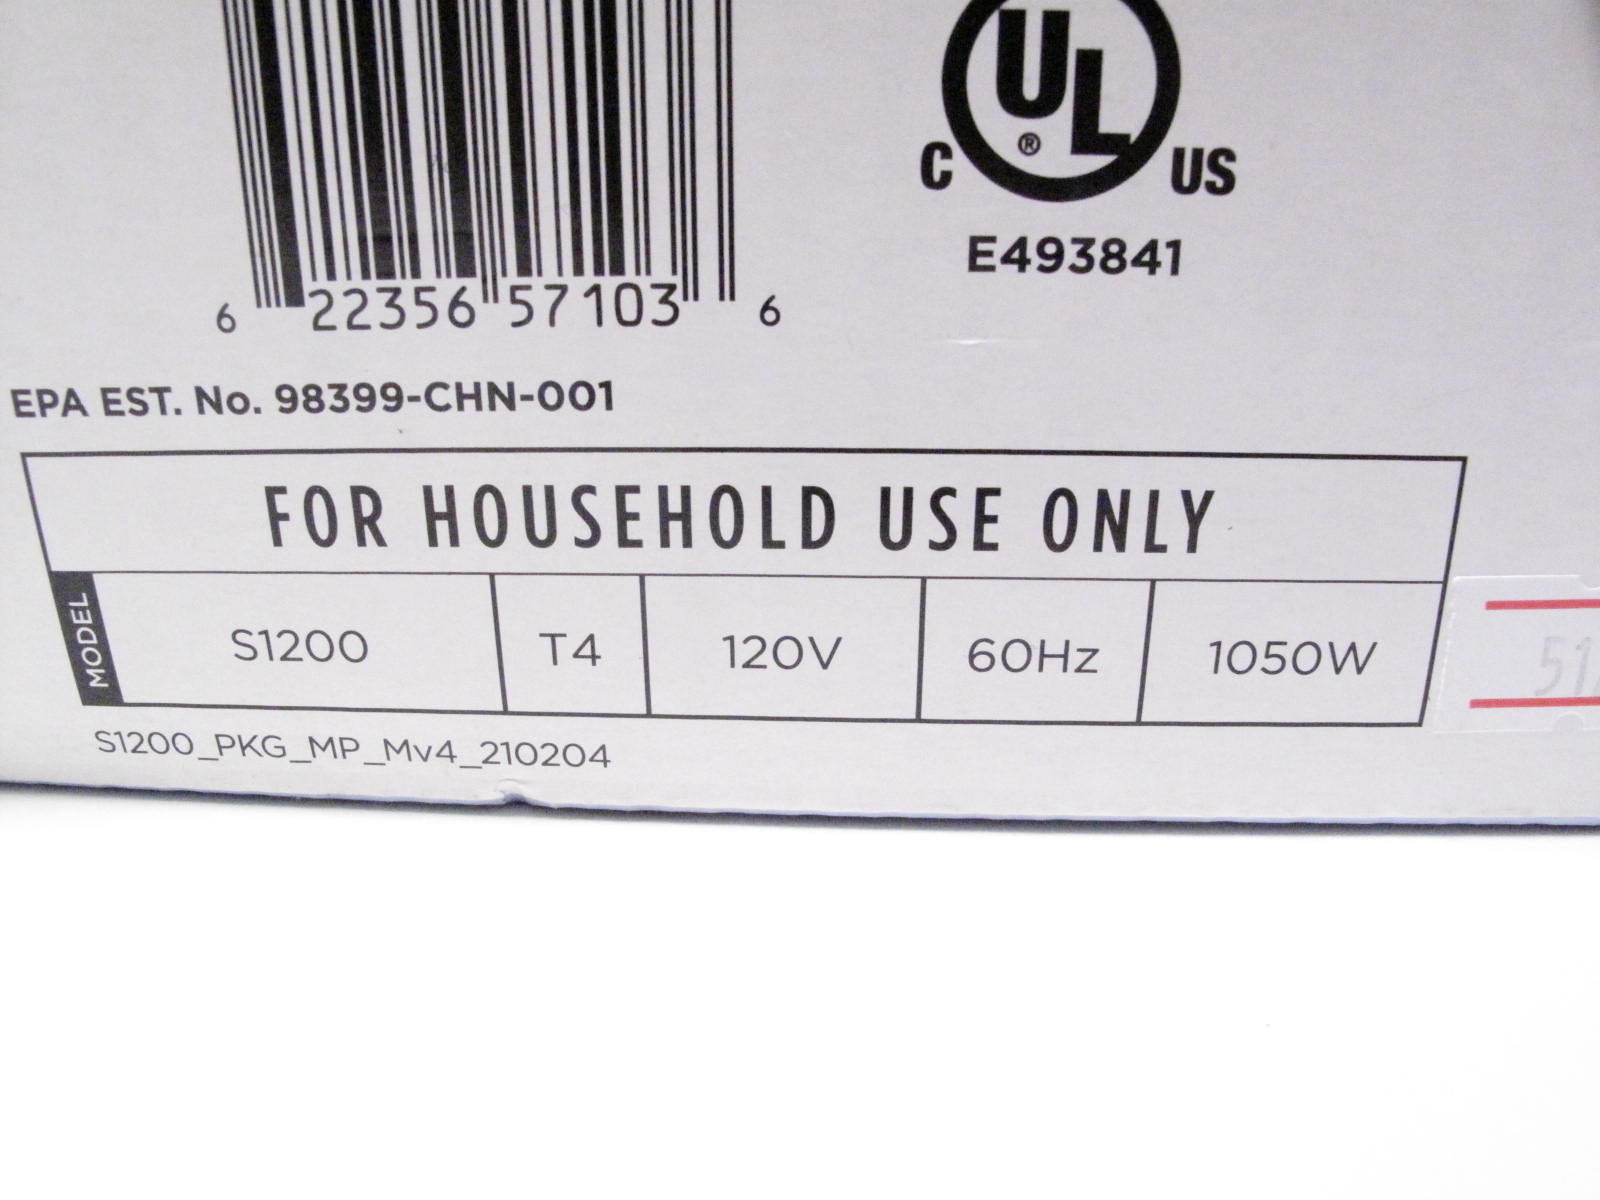 UL
®
C US
E493841
6 22356 57103 6
EPA EST. No. 98399-CHN-001
FOR HOUSEHOLD USE ONLY
MODEL S1200 T4 120V 60Hz 1050W
S1200_PKG_MP_Mv4_210204